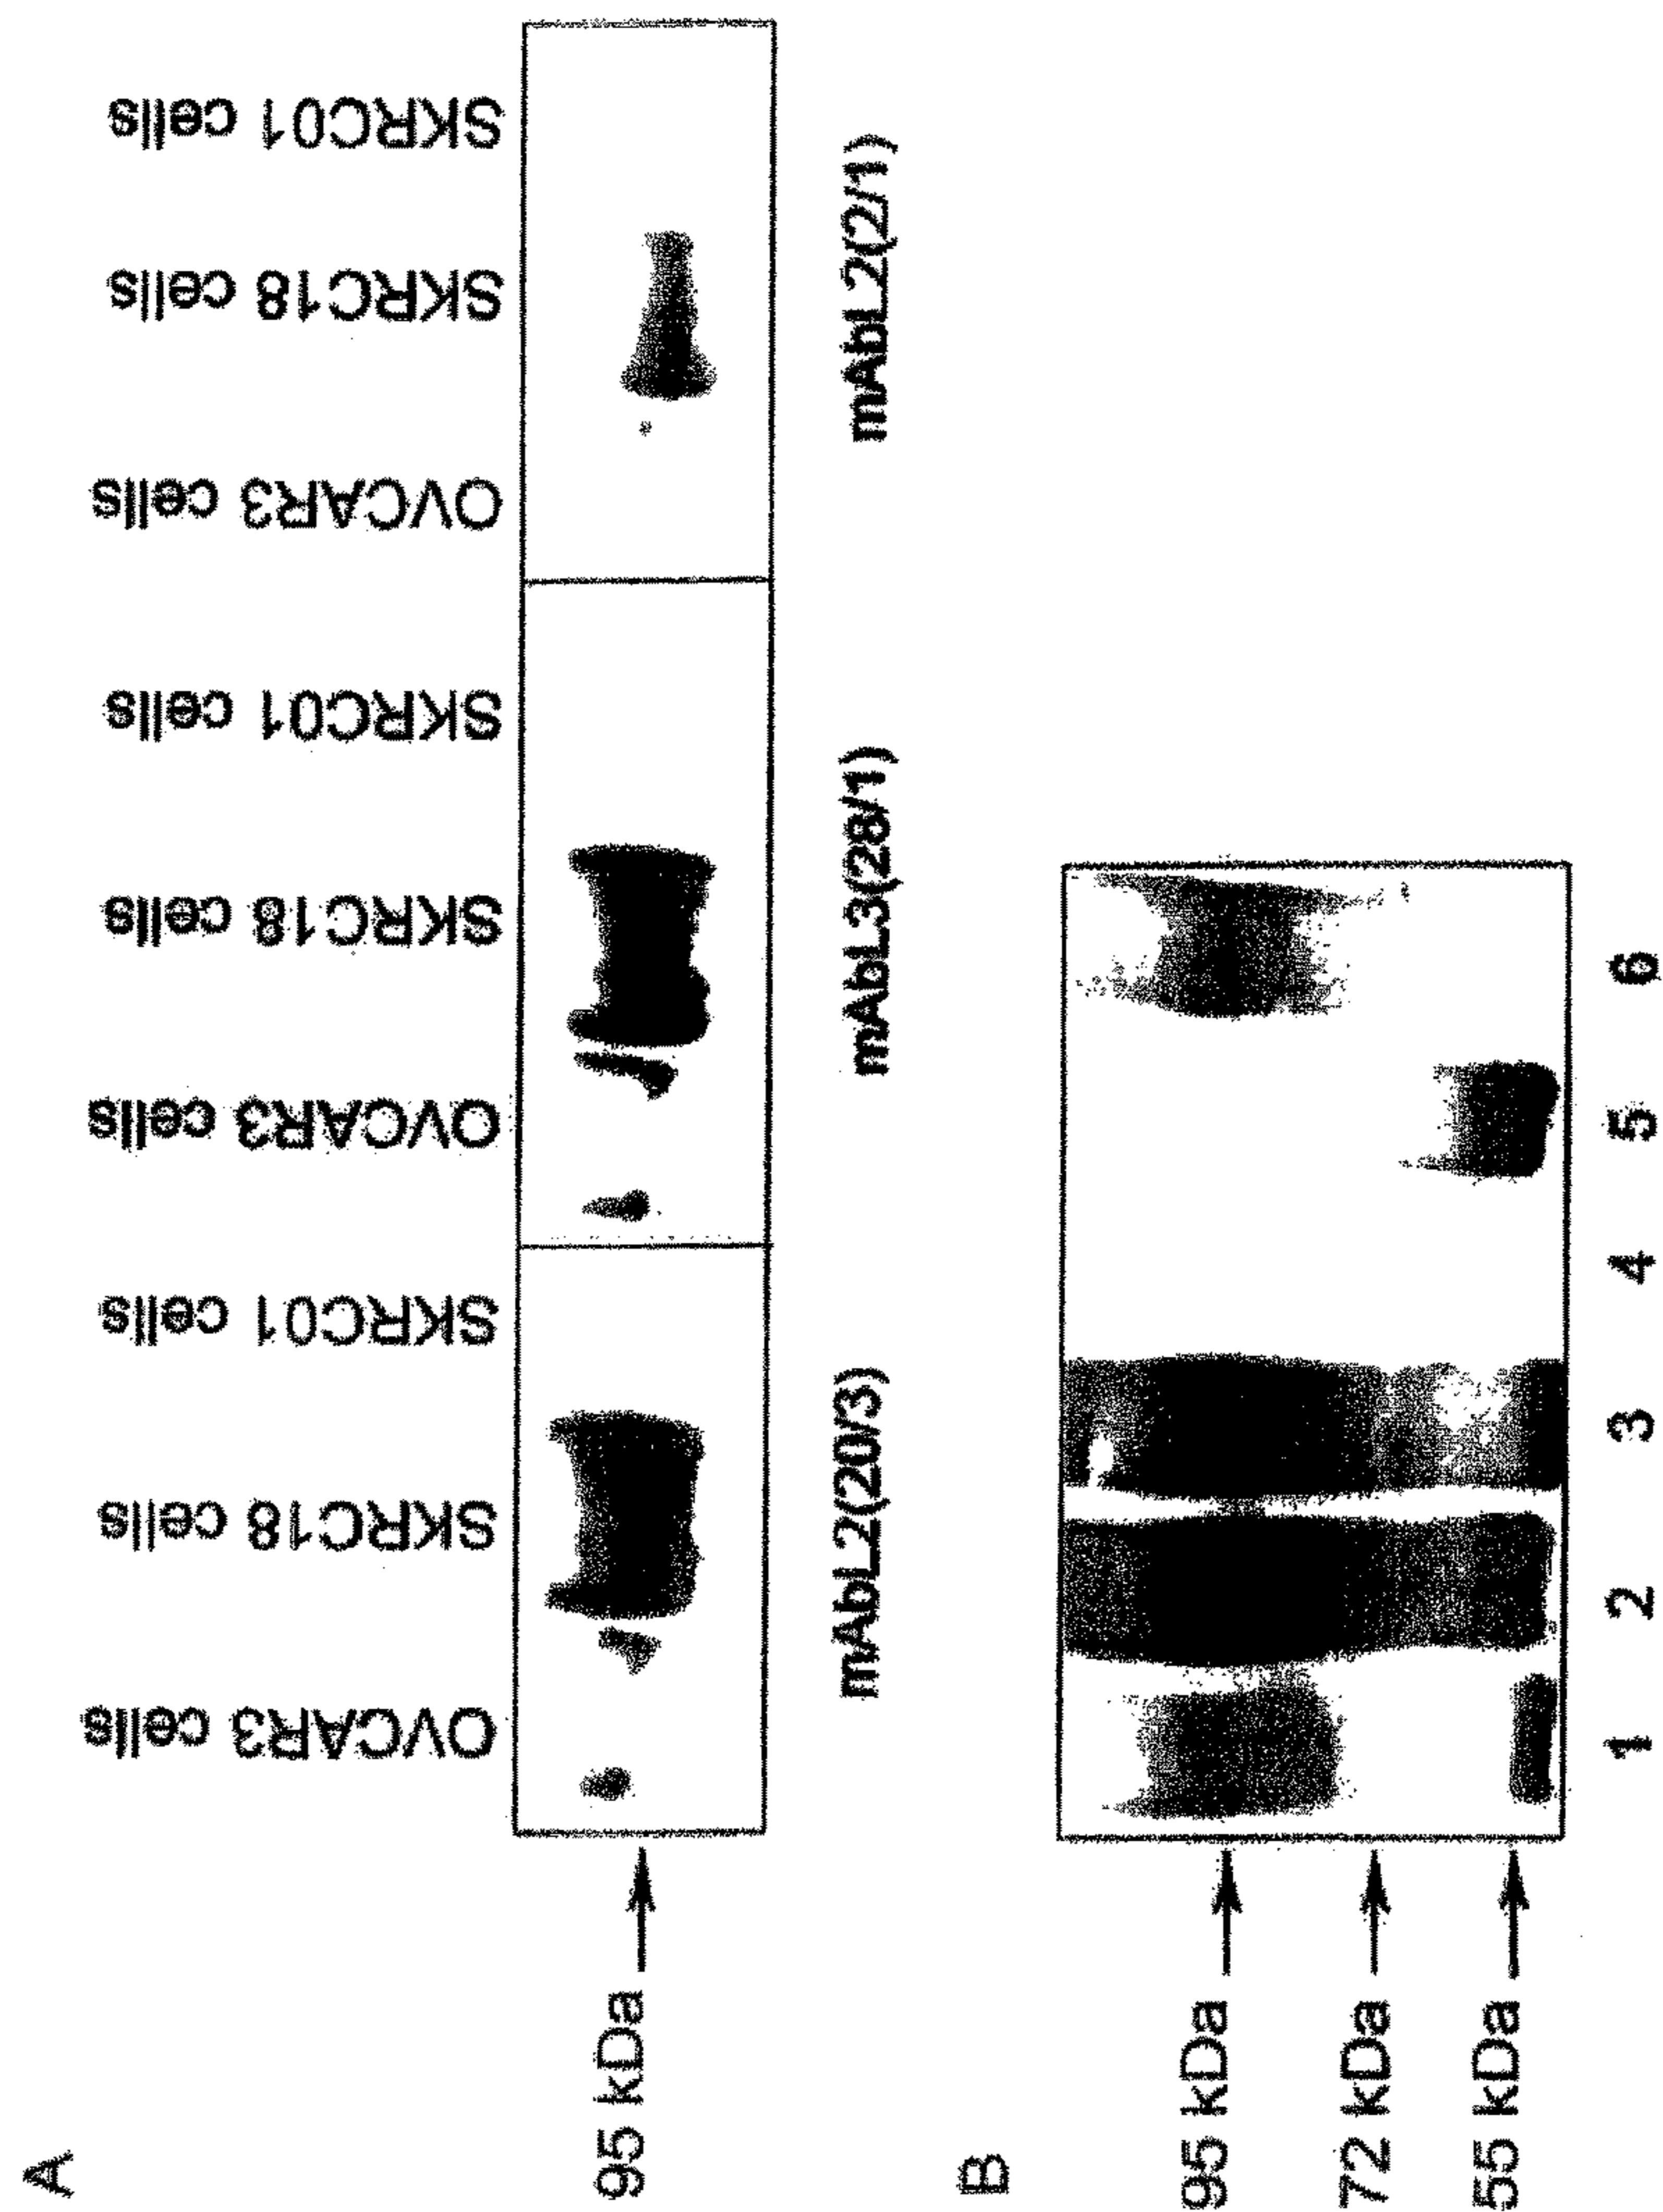 A
OVCAR3 cells
SKRC18 cells
SKRC01 cells
OVCAR3 cells
SKRC18 cells
SKRC01 cells
OVCAR3 cells
SKRC18 cells
SKRC01 cells
95 kDa
mAbL2(20/3)
mAbL3(28/1)
mAbL2(2/1)
B
95 kDa
72 kDa
55 kDa
1 2 3 4 5 6